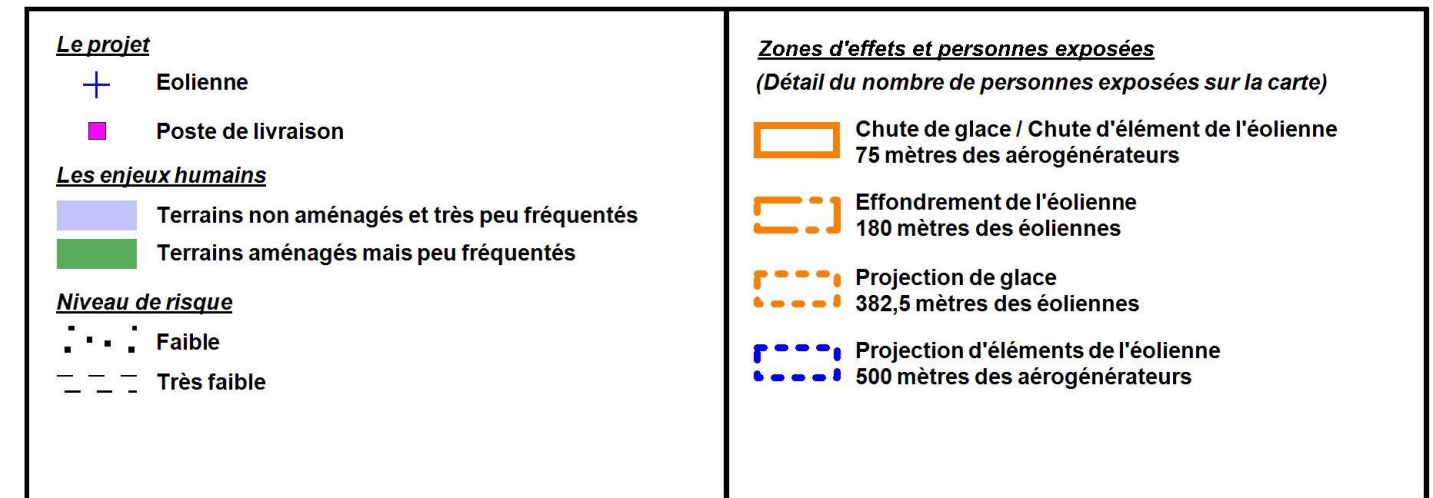 Le projet
Eolienne
Poste de livraison
Les enjeux humains
Terrains non aménagés et très peu fréquentés
Terrains aménagés mais peu fréquentés
Niveau de risque
Faible
Très faible
Zones d'effets et personnes exposées
(Détail du nombre de personnes exposées sur la carte)
Chute de glace / Chute d'élément de l'éolienne
75 mètres des aérogénérateurs
Effondrement de l'éolienne
180 mètres des éoliennes
Projection de glace
382,5 mètres des éoliennes
Projection d'éléments de l'éolienne
500 mètres des aérogénérateurs